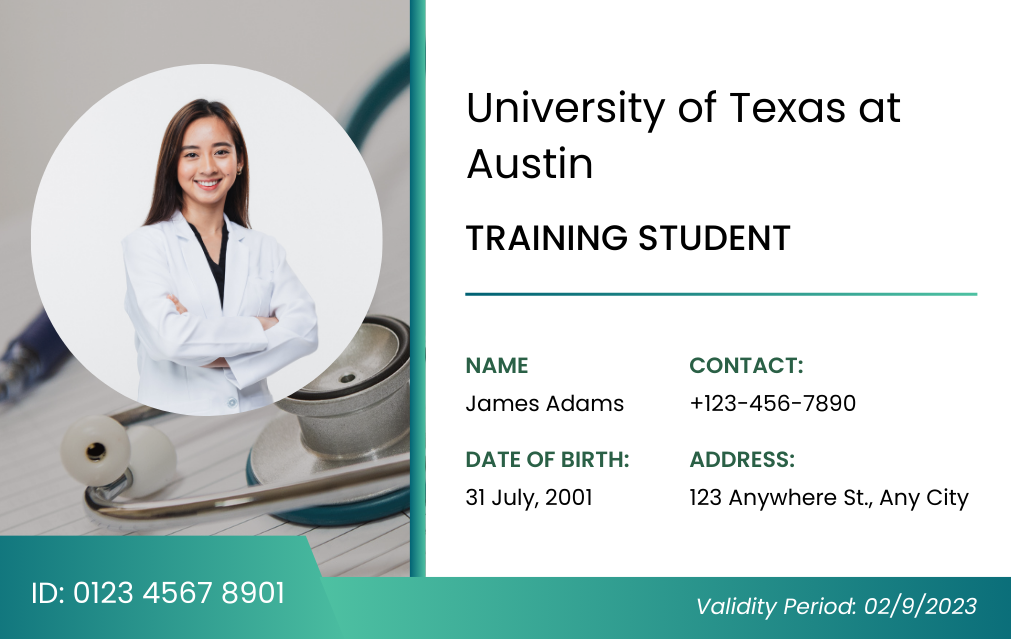 University of Texas at
Austin
TRAINING STUDENT
NAME
James Adams
CONTACT:
+123-456-7890
DATE OF BIRTH:
31 July, 2001
ADDRESS:
123 Anywhere St., Any City
ID: 0123 4567 8901
Validity Period: 02/9/2023